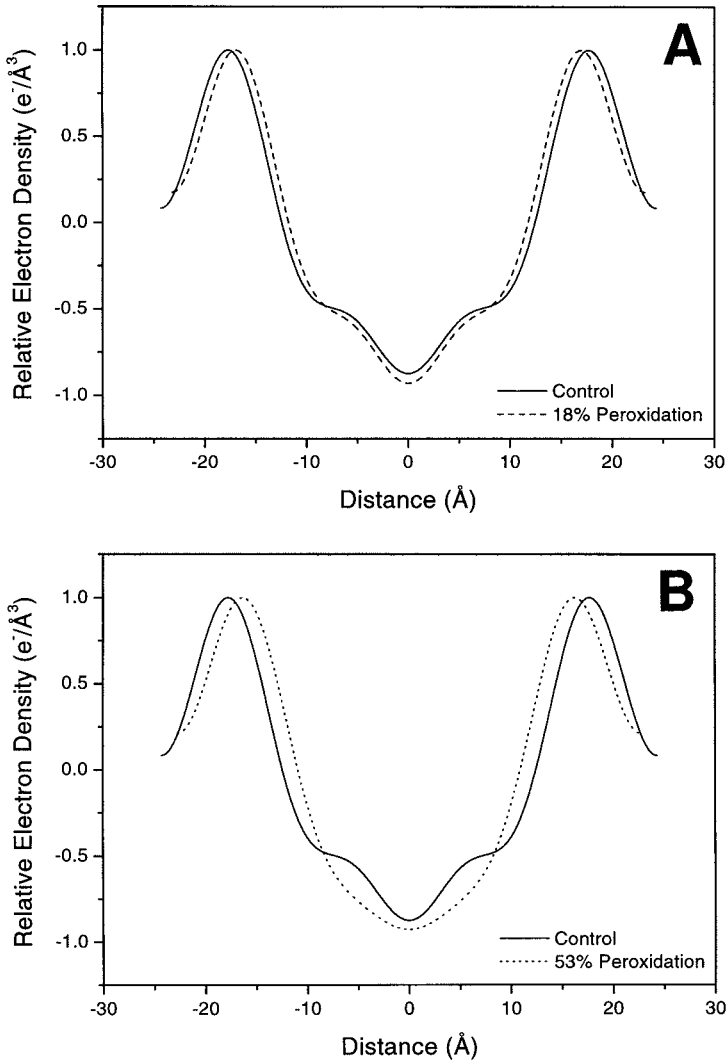 A
Relative Electron Density (e⁻/Å³)
1.0
0.5
0.0
-0.5
-1.0
Control
18% Peroxidation
-30 -20 -10 0 10 20 30
Distance (Å)
B
Relative Electron Density (e⁻/Å³)
1.0
0.5
0.0
-0.5
-1.0
Control
53% Peroxidation
-30 -20 -10 0 10 20 30
Distance (Å)